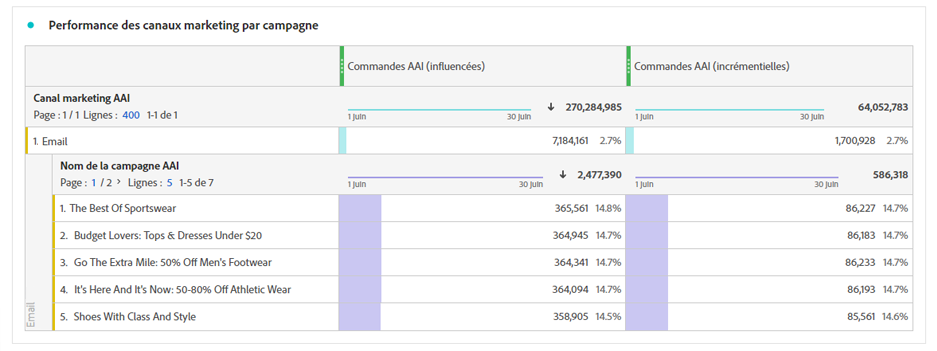 Performance des canaux marketing par campagne
Commandes AAI (influencées) Commandes AAI (incrémentielles)
Canal marketing AAI
Page : 1 / 1 Lignes : 400 1-1 de 1
↓ 270,284,985 64,052,783
1 juin 30 juin 1 juin 30 juin
1. Email 7,184,161 2.7% 1,700,928 2.7%
Nom de la campagne AAI
Page : 1 / 2 > Lignes : 5 1-5 de 7
↓ 2,477,390 586,318
1 juin 30 juin 1 juin 30 juin
1. The Best Of Sportswear 365,561 14.8% 86,227 14.7%
2. Budget Lovers: Tops & Dresses Under $20 364,945 14.7% 86,183 14.7%
3. Go The Extra Mile: 50% Off Men's Footwear 364,341 14.7% 86,233 14.7%
4. It's Here And It's Now: 50-80% Off Athletic Wear 364,094 14.7% 86,193 14.7%
5. Shoes With Class And Style 358,905 14.5% 85,561 14.6%
Email